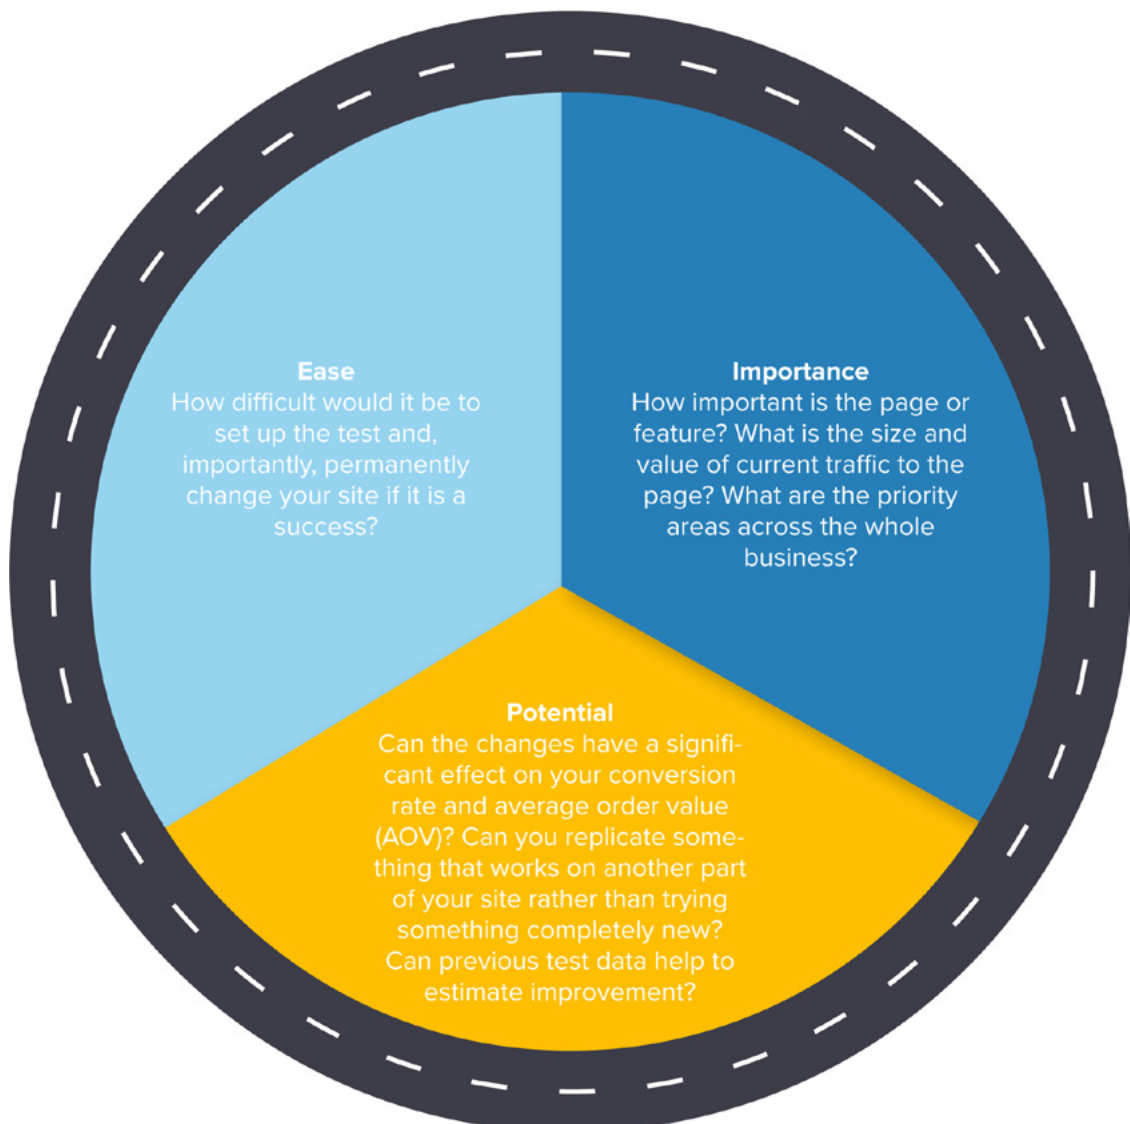 Ease
How difficult would it be to
set up the test and,
importantly, permanently
change your site if it is a
success?
Importance
How important is the page or
feature? What is the size and
value of current traffic to the
page? What are the priority
areas across the whole
business?
Potential
Can the changes have a signifi-
cant effect on your conversion
rate and average order value
(AOV)? Can you replicate some-
thing that works on another part
of your site rather than trying
something completely new?
Can previous test data help to
estimate improvement?